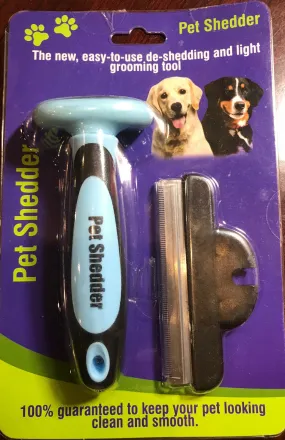 Pet Shedder
The new, easy-to-use de-shedding and light
grooming tool
Pet Shedder
Pet Shedder
100% guaranteed to keep your pet looking
clean and smooth.